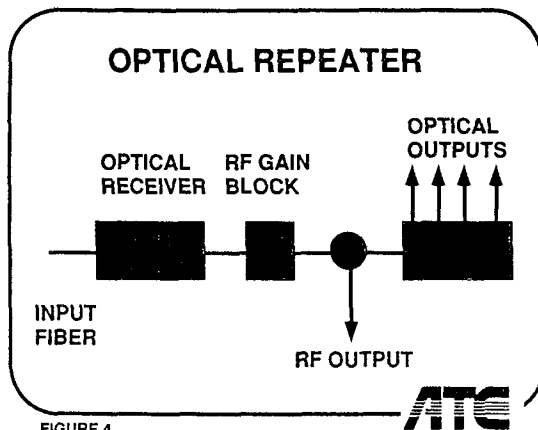 OPTICAL REPEATER
OPTICAL
OUTPUTS
OPTICAL
RECEIVER
RF GAIN
BLOCK
INPUT
FIBER
RF OUTPUT
ATC
FIGURE 4